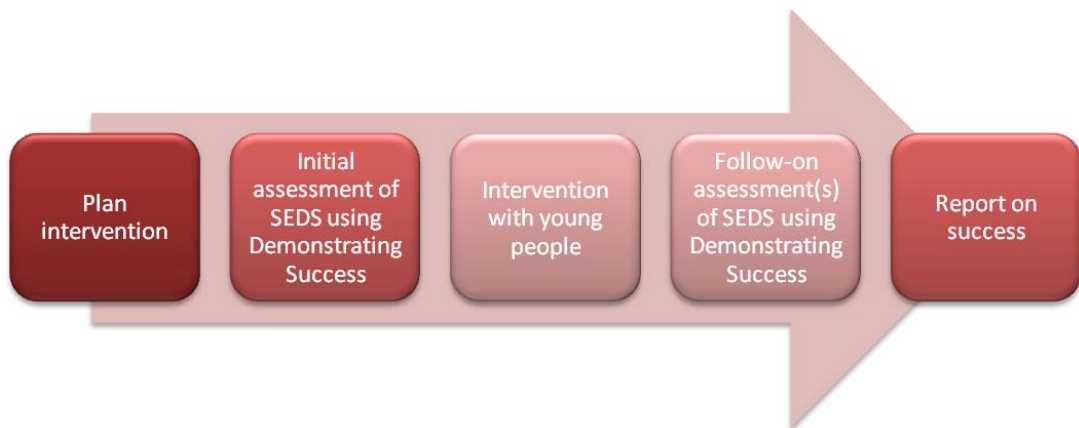 Plan
intervention
Initial
assessment of
SEDS using
Demonstrating
Success
Intervention
with young
people
Follow-on
assessment(s)
of SEDS using
Demonstrating
Success
Report on
success